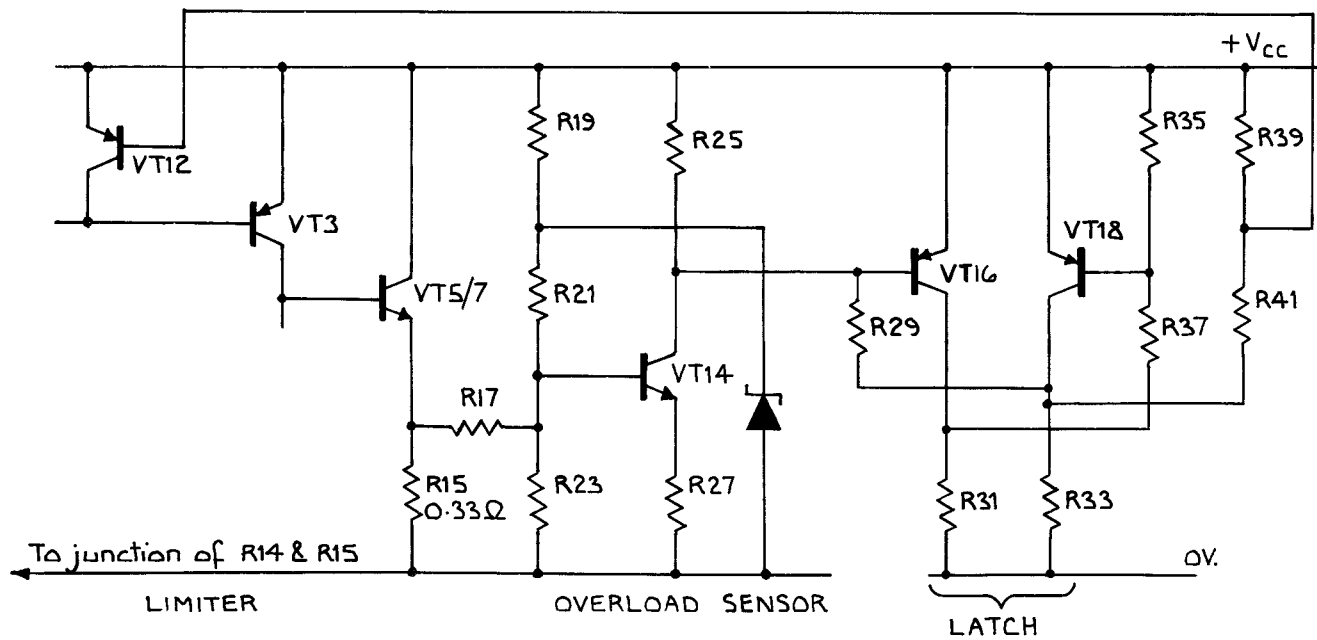 +Vcc
R19
R35
R25
R39
VT12
VT3
VT18
VT16
VT5/7
R21
R41
R29
R37
VT14
R17
R15
0.33Ω
R23
R27
R31
R33
To junction of R14 & R15
0V.
LIMITER
OVERLOAD SENSOR
LATCH